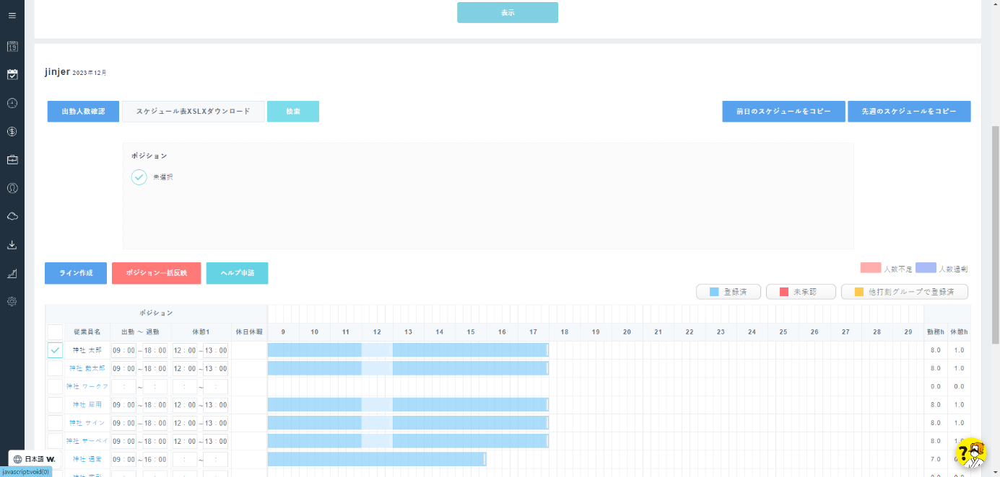 表示
jinjer 2023年12月
出勤人数確認 スケジュール表XSLXダウンロード 検索 前日のスケジュールをコピー 先週のスケジュールをコピー
ポジション
未選択
ライン作成 ポジション一括反映 ヘルプ申請 人数不足 人数過剰
登録済 未承認 他打刻グループで登録済
ポジション
従業員名 出勤 ～ 退勤 休憩1 休日休暇 9 10 11 12 13 14 15 16 17 18 19 20 21 22 23 24 25 26 27 28 29 勤務h 休憩h
神社 太郎 09 : 00 ~ 18 : 00 12 : 00 ~ 13 : 00 8.0 1.0
神社 勤太郎 09 : 00 ~ 18 : 00 12 : 00 ~ 13 : 00 8.0 1.0
神社 ワークフ : ~ : : ~ : 0.0 0.0
神社 雇用 09 : 00 ~ 18 : 00 12 : 00 ~ 13 : 00 8.0 1.0
神社 サイン 09 : 00 ~ 18 : 00 12 : 00 ~ 13 : 00 8.0 1.0
神社 サーベイ 09 : 00 ~ 18 : 00 12 : 00 ~ 13 : 00 8.0
神社 通常 09 : 00 ~ 16 : 00 : ~ : 7.0
日本語 W.
javascript:void(0)